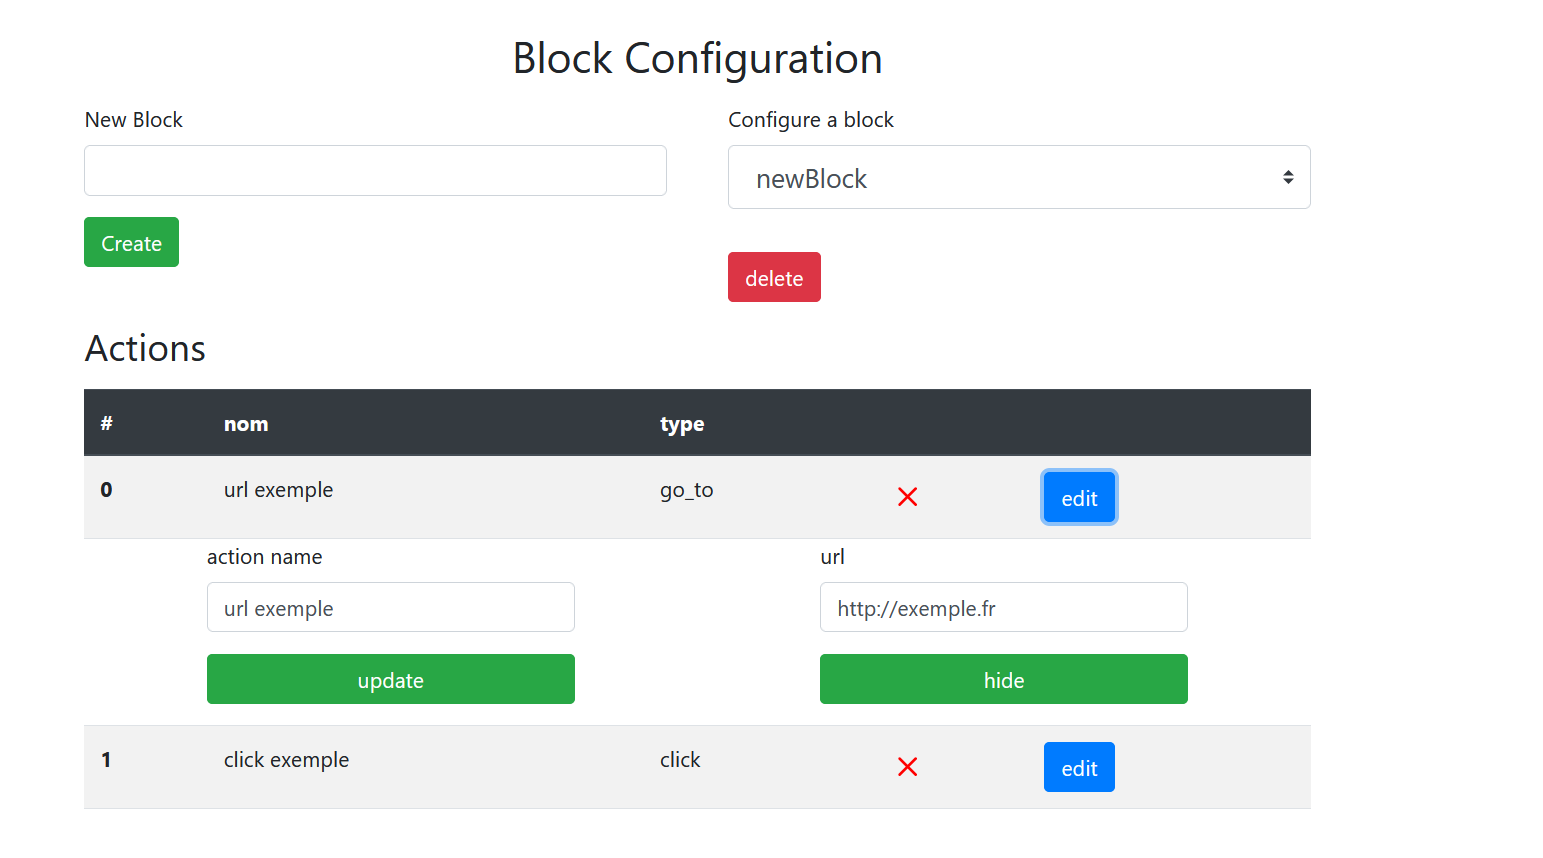 Block Configuration
New Block
Configure a block
newBlock
Create
delete
Actions
# nom type
0 url exemple go_to edit
action name url
url exemple http://exemple.fr
update hide
1 click exemple click edit